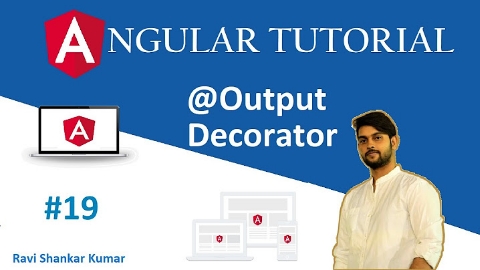 ANGULAR TUTORIAL
@Output
Decorator
#19
Ravi Shankar Kumar